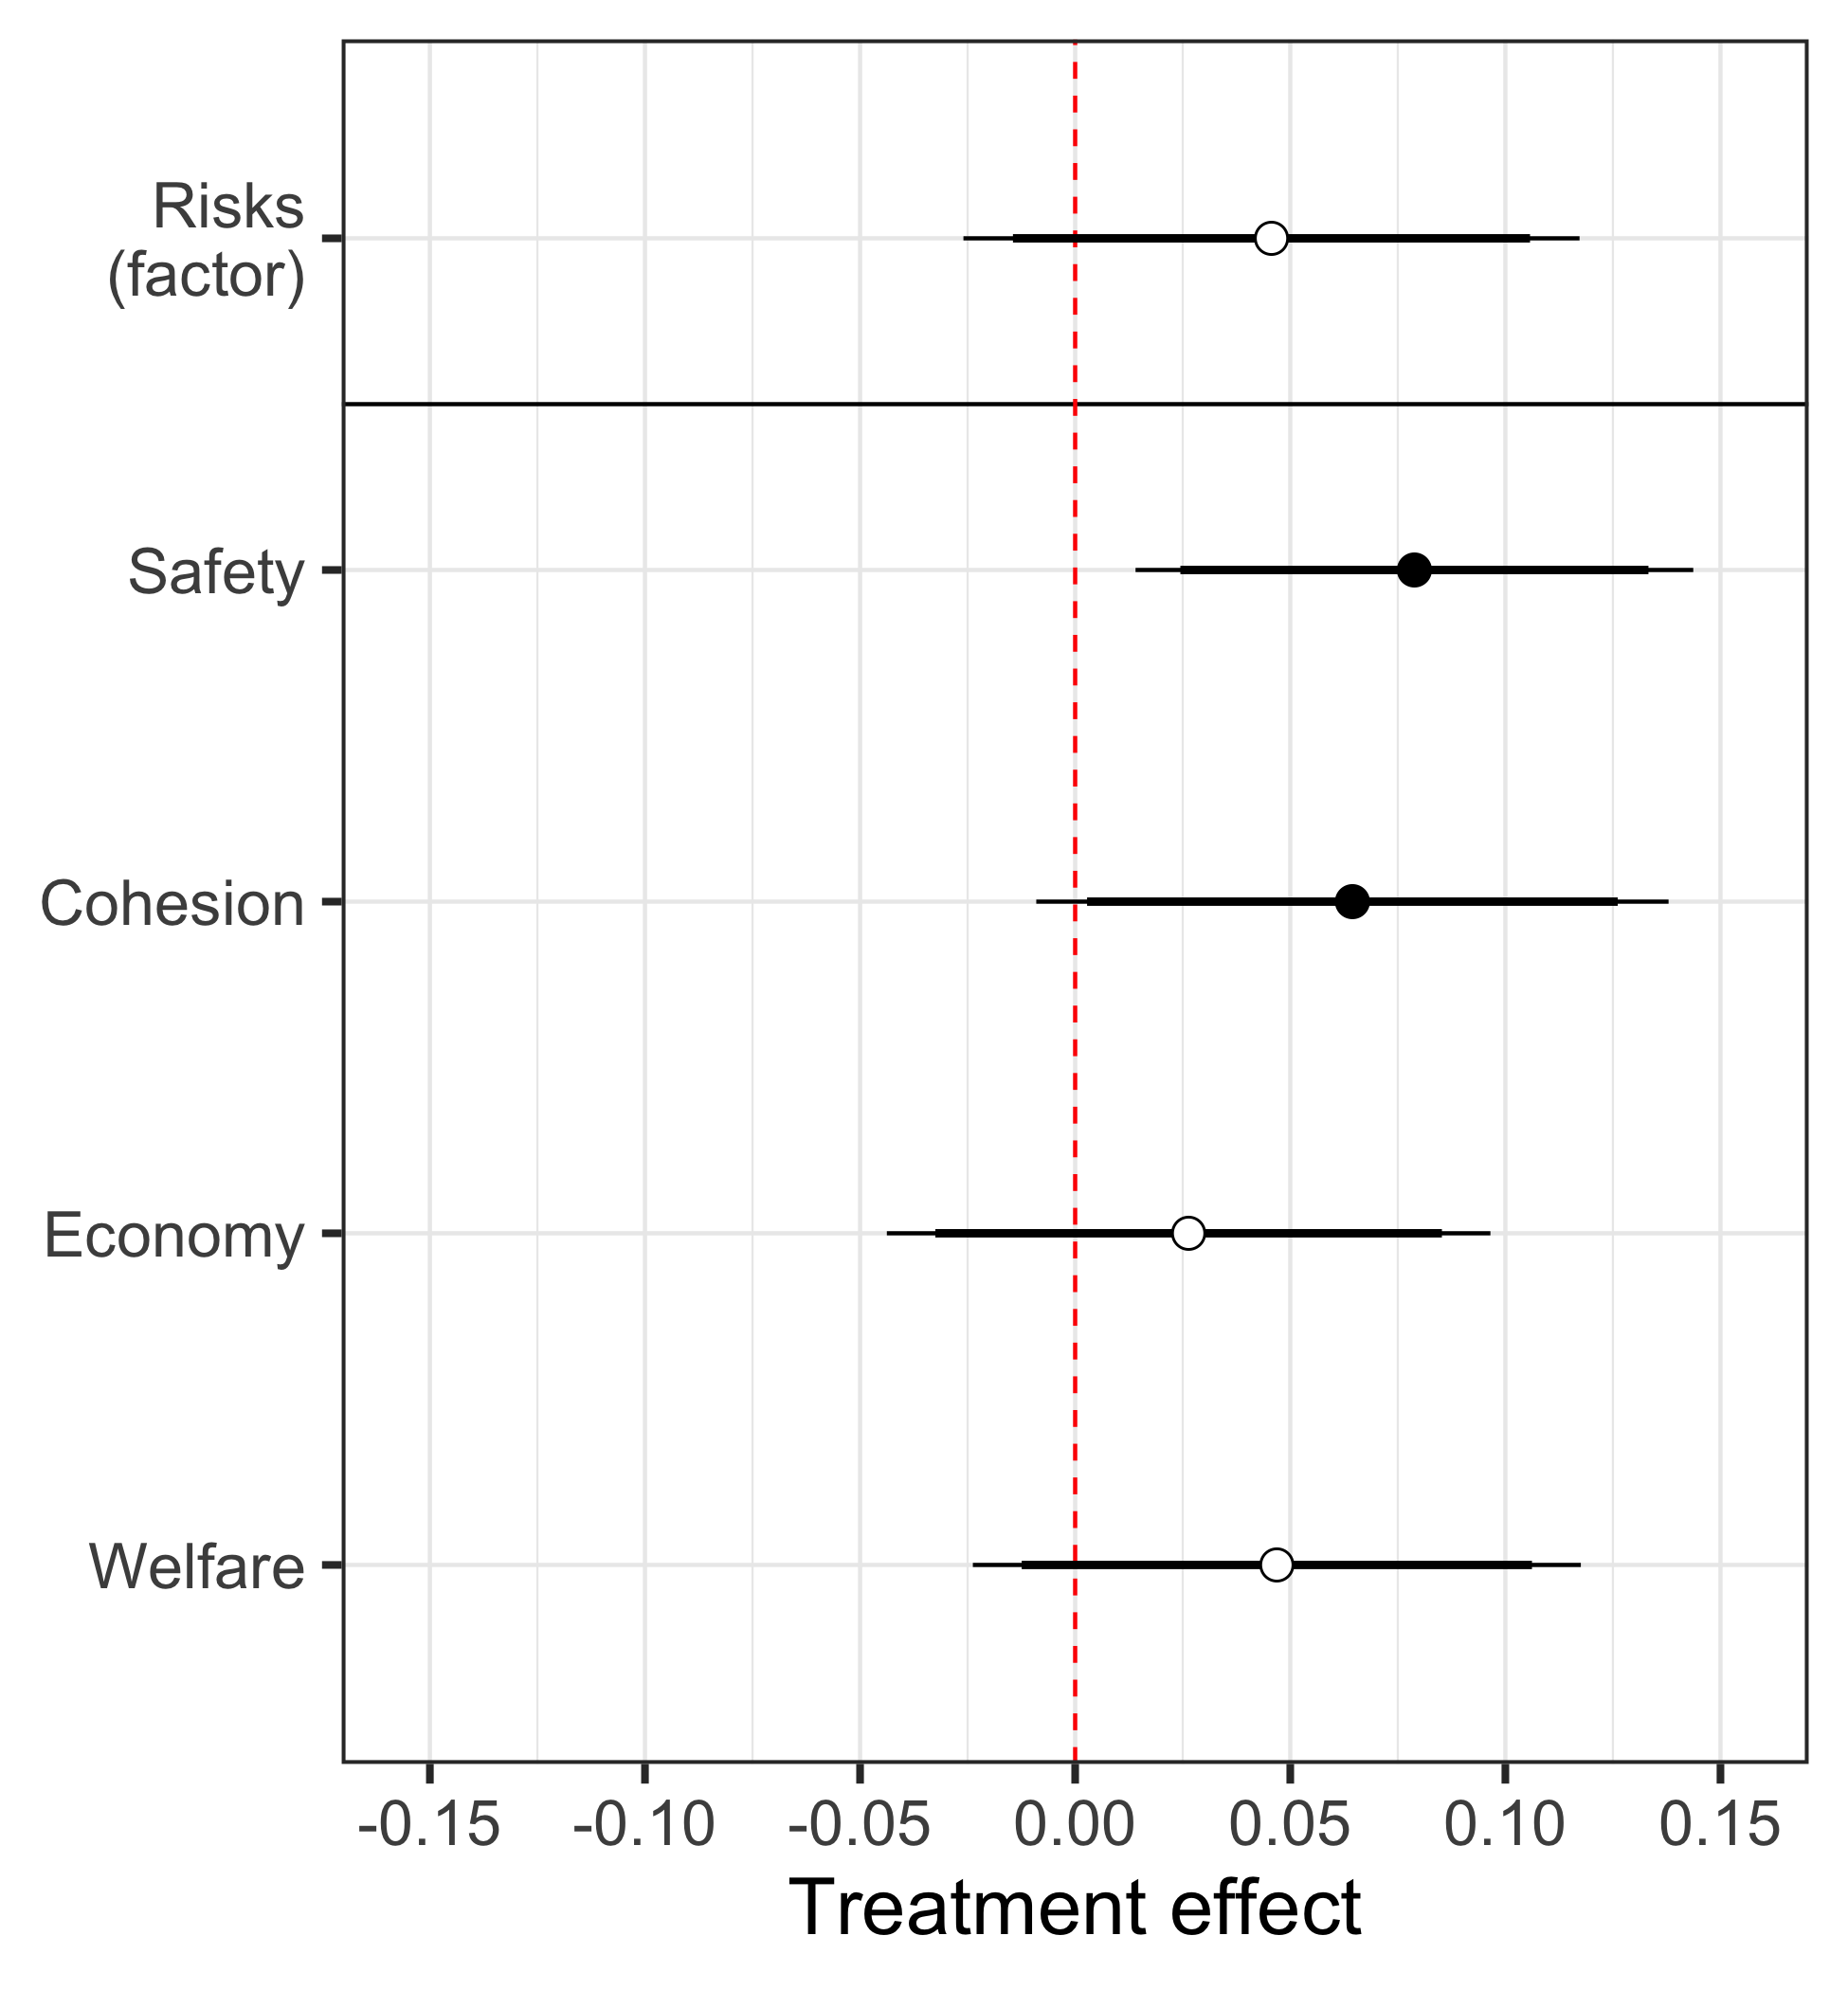 Risks
(factor)
Safety
Cohesion
Economy
Welfare
-0.15 -0.10 -0.05 0.00 0.05 0.10 0.15
Treatment effect